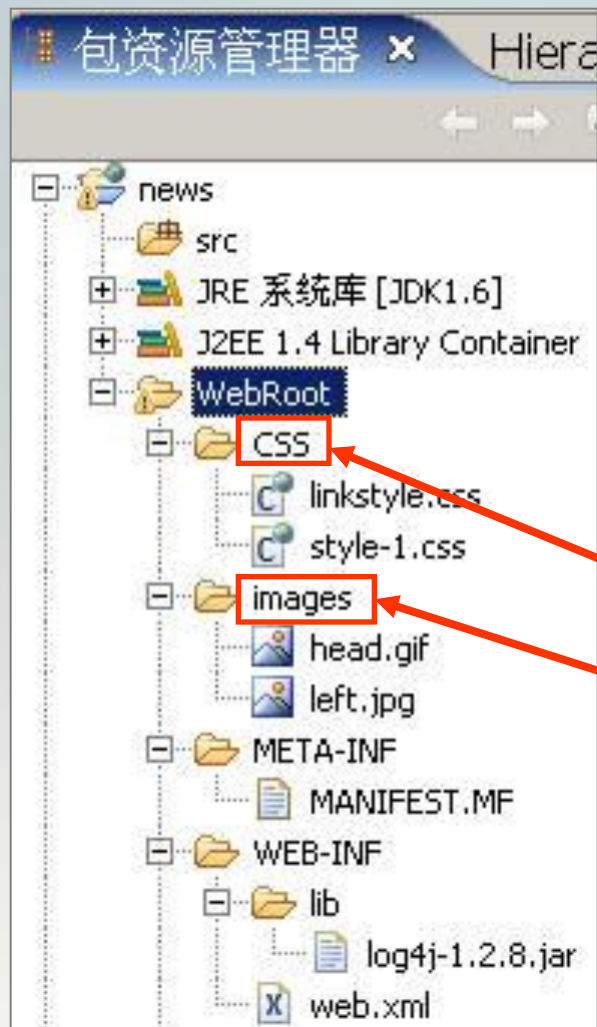 包资源管理器 Hiera
news
src
JRE 系统库 [JDK1.6]
J2EE 1.4 Library Container
WebRoot
CSS
linkstyle.css
style-1.css
images
head.gif
left.jpg
META-INF
MANIFEST.MF
WEB-INF
lib
log4j-1.2.8.jar
web.xml